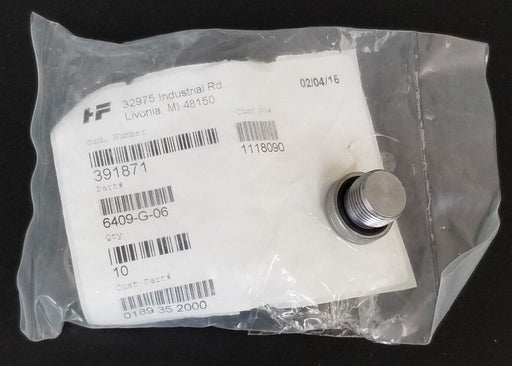 HF
32975 Industrial Rd.
Livonia, MI 48150
02/04/16
Ord. Number
391871
Cust PO#
1118090
Part#
6409-G-06
Qty
10
Cust Part#
0189 35 2000